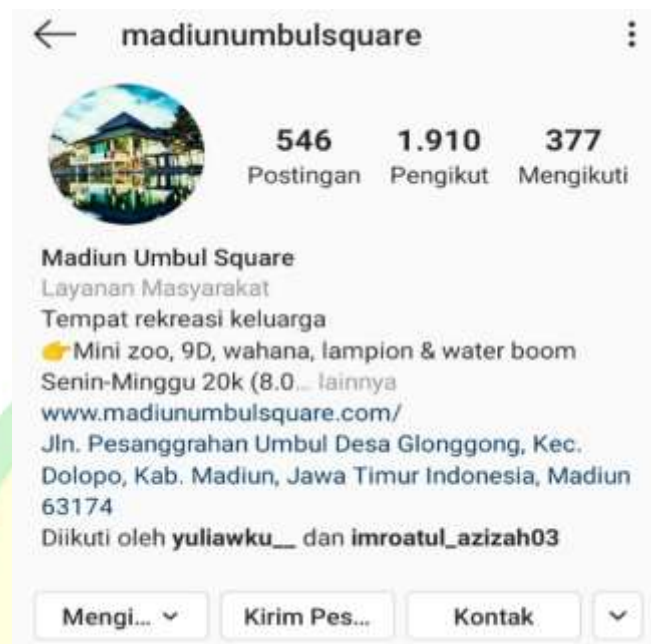 madiunumbulsquare
546 1.910 377
Postingan Pengikut Mengikuti
Madiun Umbul Square
Layanan Masyarakat
Tempat rekreasi keluarga
👉Mini zoo, 9D, wahana, lampion & water boom
Senin-Minggu 20k (8.0... lainnya
www.madiunumbulsquare.com/
Jln. Pesanggrahan Umbul Desa Glonggong, Kec.
Dolopo, Kab. Madiun, Jawa Timur Indonesia, Madiun
63174
Diikuti oleh yuliawku__ dan imroatul_azizah03
Mengi... Kirim Pes... Kontak